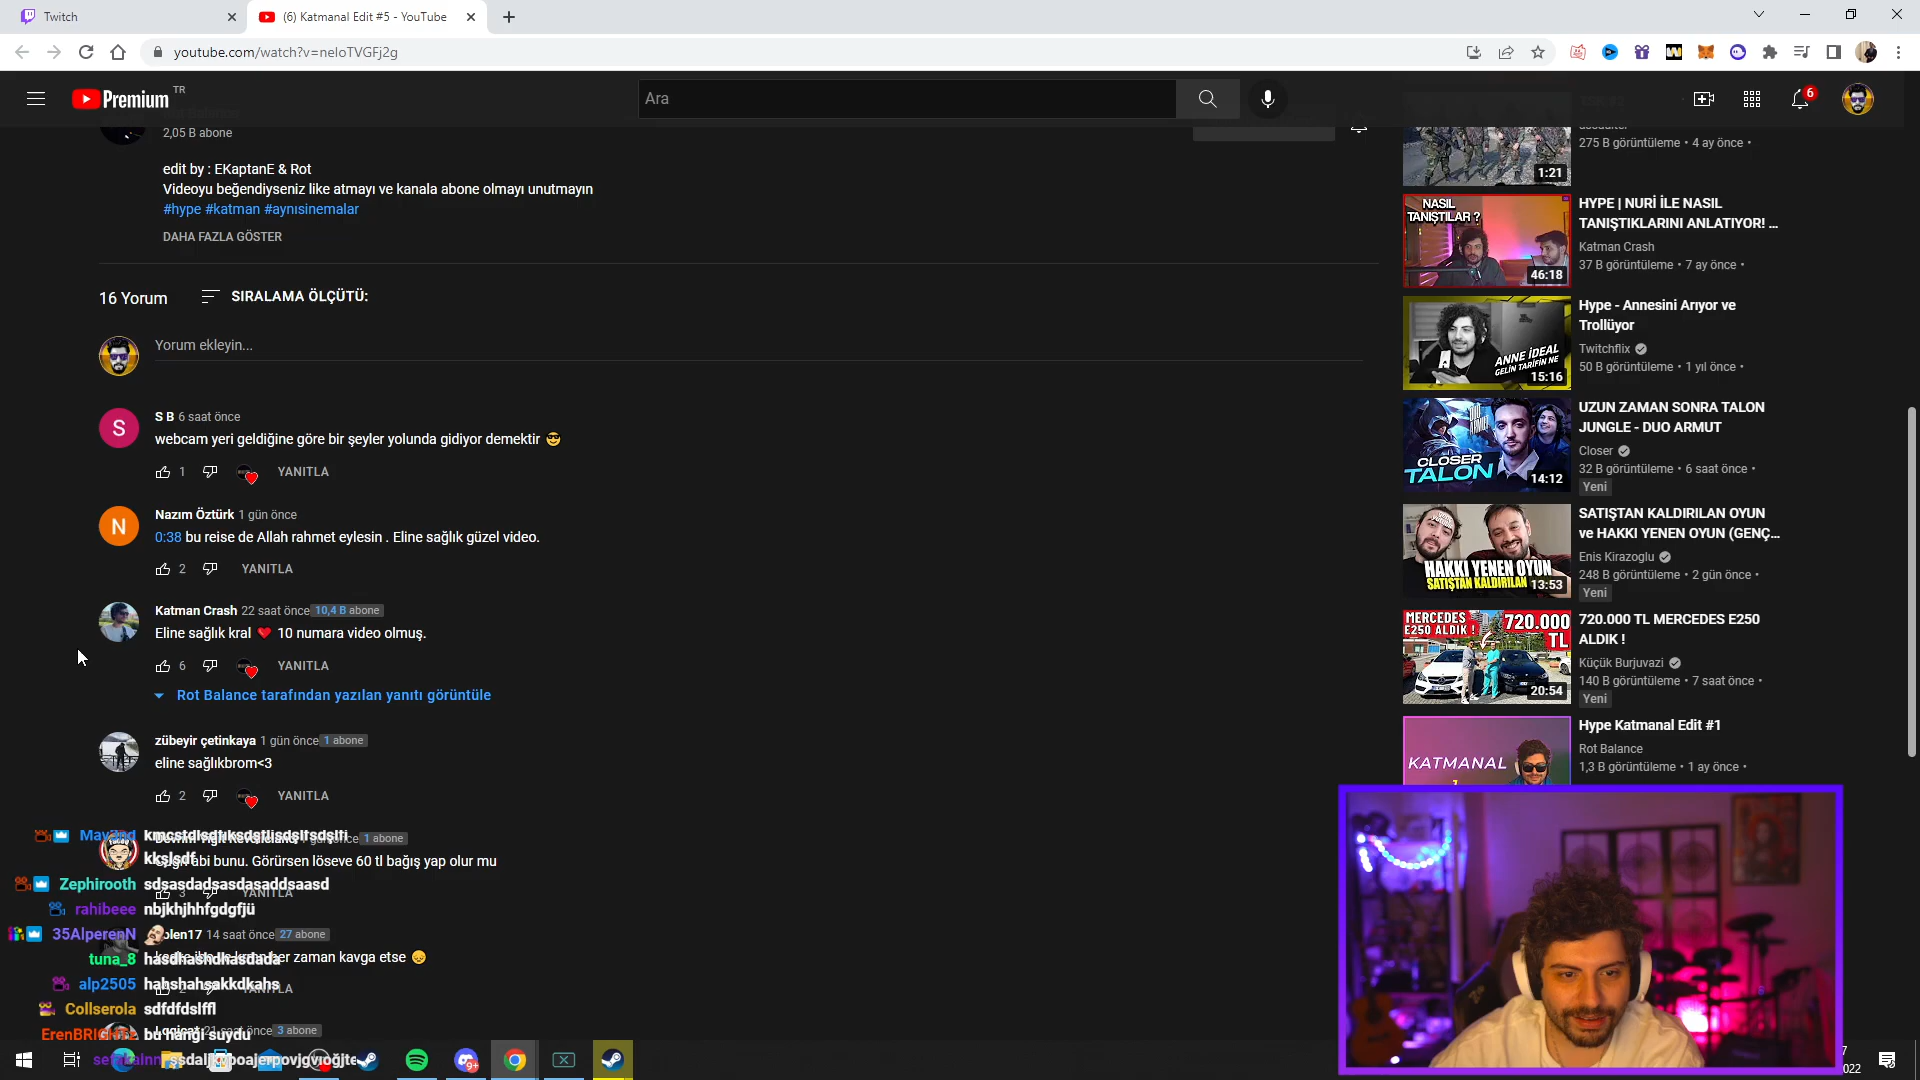 Twitch
(6) Katmanal Edit #5 - YouTube
youtube.com/watch?v=neIoTVGFj2g
Premium TR
Ara
6
2,05 B abone
edit by : EKaptanE & Rot
Videoyu beğendiyseniz like atmayı ve kanala abone olmayı unutmayın
#hype #katman #aynısinemalar
DAHA FAZLA GÖSTER
16 Yorum
SIRALAMA ÖLÇÜTÜ:
Yorum ekleyin...
S
S B 6 saat önce
webcam yeri geldiğine göre bir şeyler yolunda gidiyor demektir 😎
1
YANITLA
N
Nazım Öztürk 1 gün önce
0:38 bu reise de Allah rahmet eylesin . Eline sağlık güzel video.
2
YANITLA
Katman Crash 22 saat önce 10,4 B abone
Eline sağlık kral ❤ 10 numara video olmuş.
6
YANITLA
Rot Balance tarafından yazılan yanıtı görüntüle
zübeyir çetinkaya 1 gün önce 1 abone
eline sağlıkbrom<3
2
YANITLA
önce 1 abone
abi bunu. Görürsen löseve 60 tl bağış yap olur mu
kkslsdf
3
YANITLA
Zephirooth sdsasdadsasdasaddsaasd
rahibeee nbjkhjhhfgdgfjü
35AlperenN
olen17 14 saat önce 27 abone
tuna_8 hasdhashdhasdada
her zaman kavga etse 😞
alp2505 hahshahsakkdkahs
YANITLA
Collserola sdfdfdslffl
bu hangi suydu
21 saat önce 3 abone
275 B görüntüleme • 4 ay önce •
1:21
NASIL
TANIŞTILAR ?
46:18
HYPE | NURİ İLE NASIL
TANIŞTIKLARINI ANLATIYOR! ...
Katman Crash
37 B görüntüleme • 7 ay önce •
ANNE İDEAL
GELİN TARİFİN NE
15:16
Hype - Annesini Arıyor ve
Trollüyor
Twitchflix
50 B görüntüleme • 1 yıl önce •
CLOSER
TALON
14:12
UZUN ZAMAN SONRA TALON
JUNGLE - DUO ARMUT
Closer
32 B görüntüleme • 6 saat önce •
Yeni
HAKKI YENEN OYUN
SATIŞTAN KALDIRILAN
13:53
SATIŞTAN KALDIRILAN OYUN
ve HAKKI YENEN OYUN (GENÇ...
Enis Kirazoglu
248 B görüntüleme • 2 gün önce •
Yeni
MERCEDES
E250 ALDIK !
720.000
TL
20:54
720.000 TL MERCEDES E250
ALDIK !
Küçük Burjuvazi
140 B görüntüleme • 7 saat önce •
Yeni
KATMANAL
Hype Katmanal Edit #1
Rot Balance
1,3 B görüntüleme • 1 ay önce •